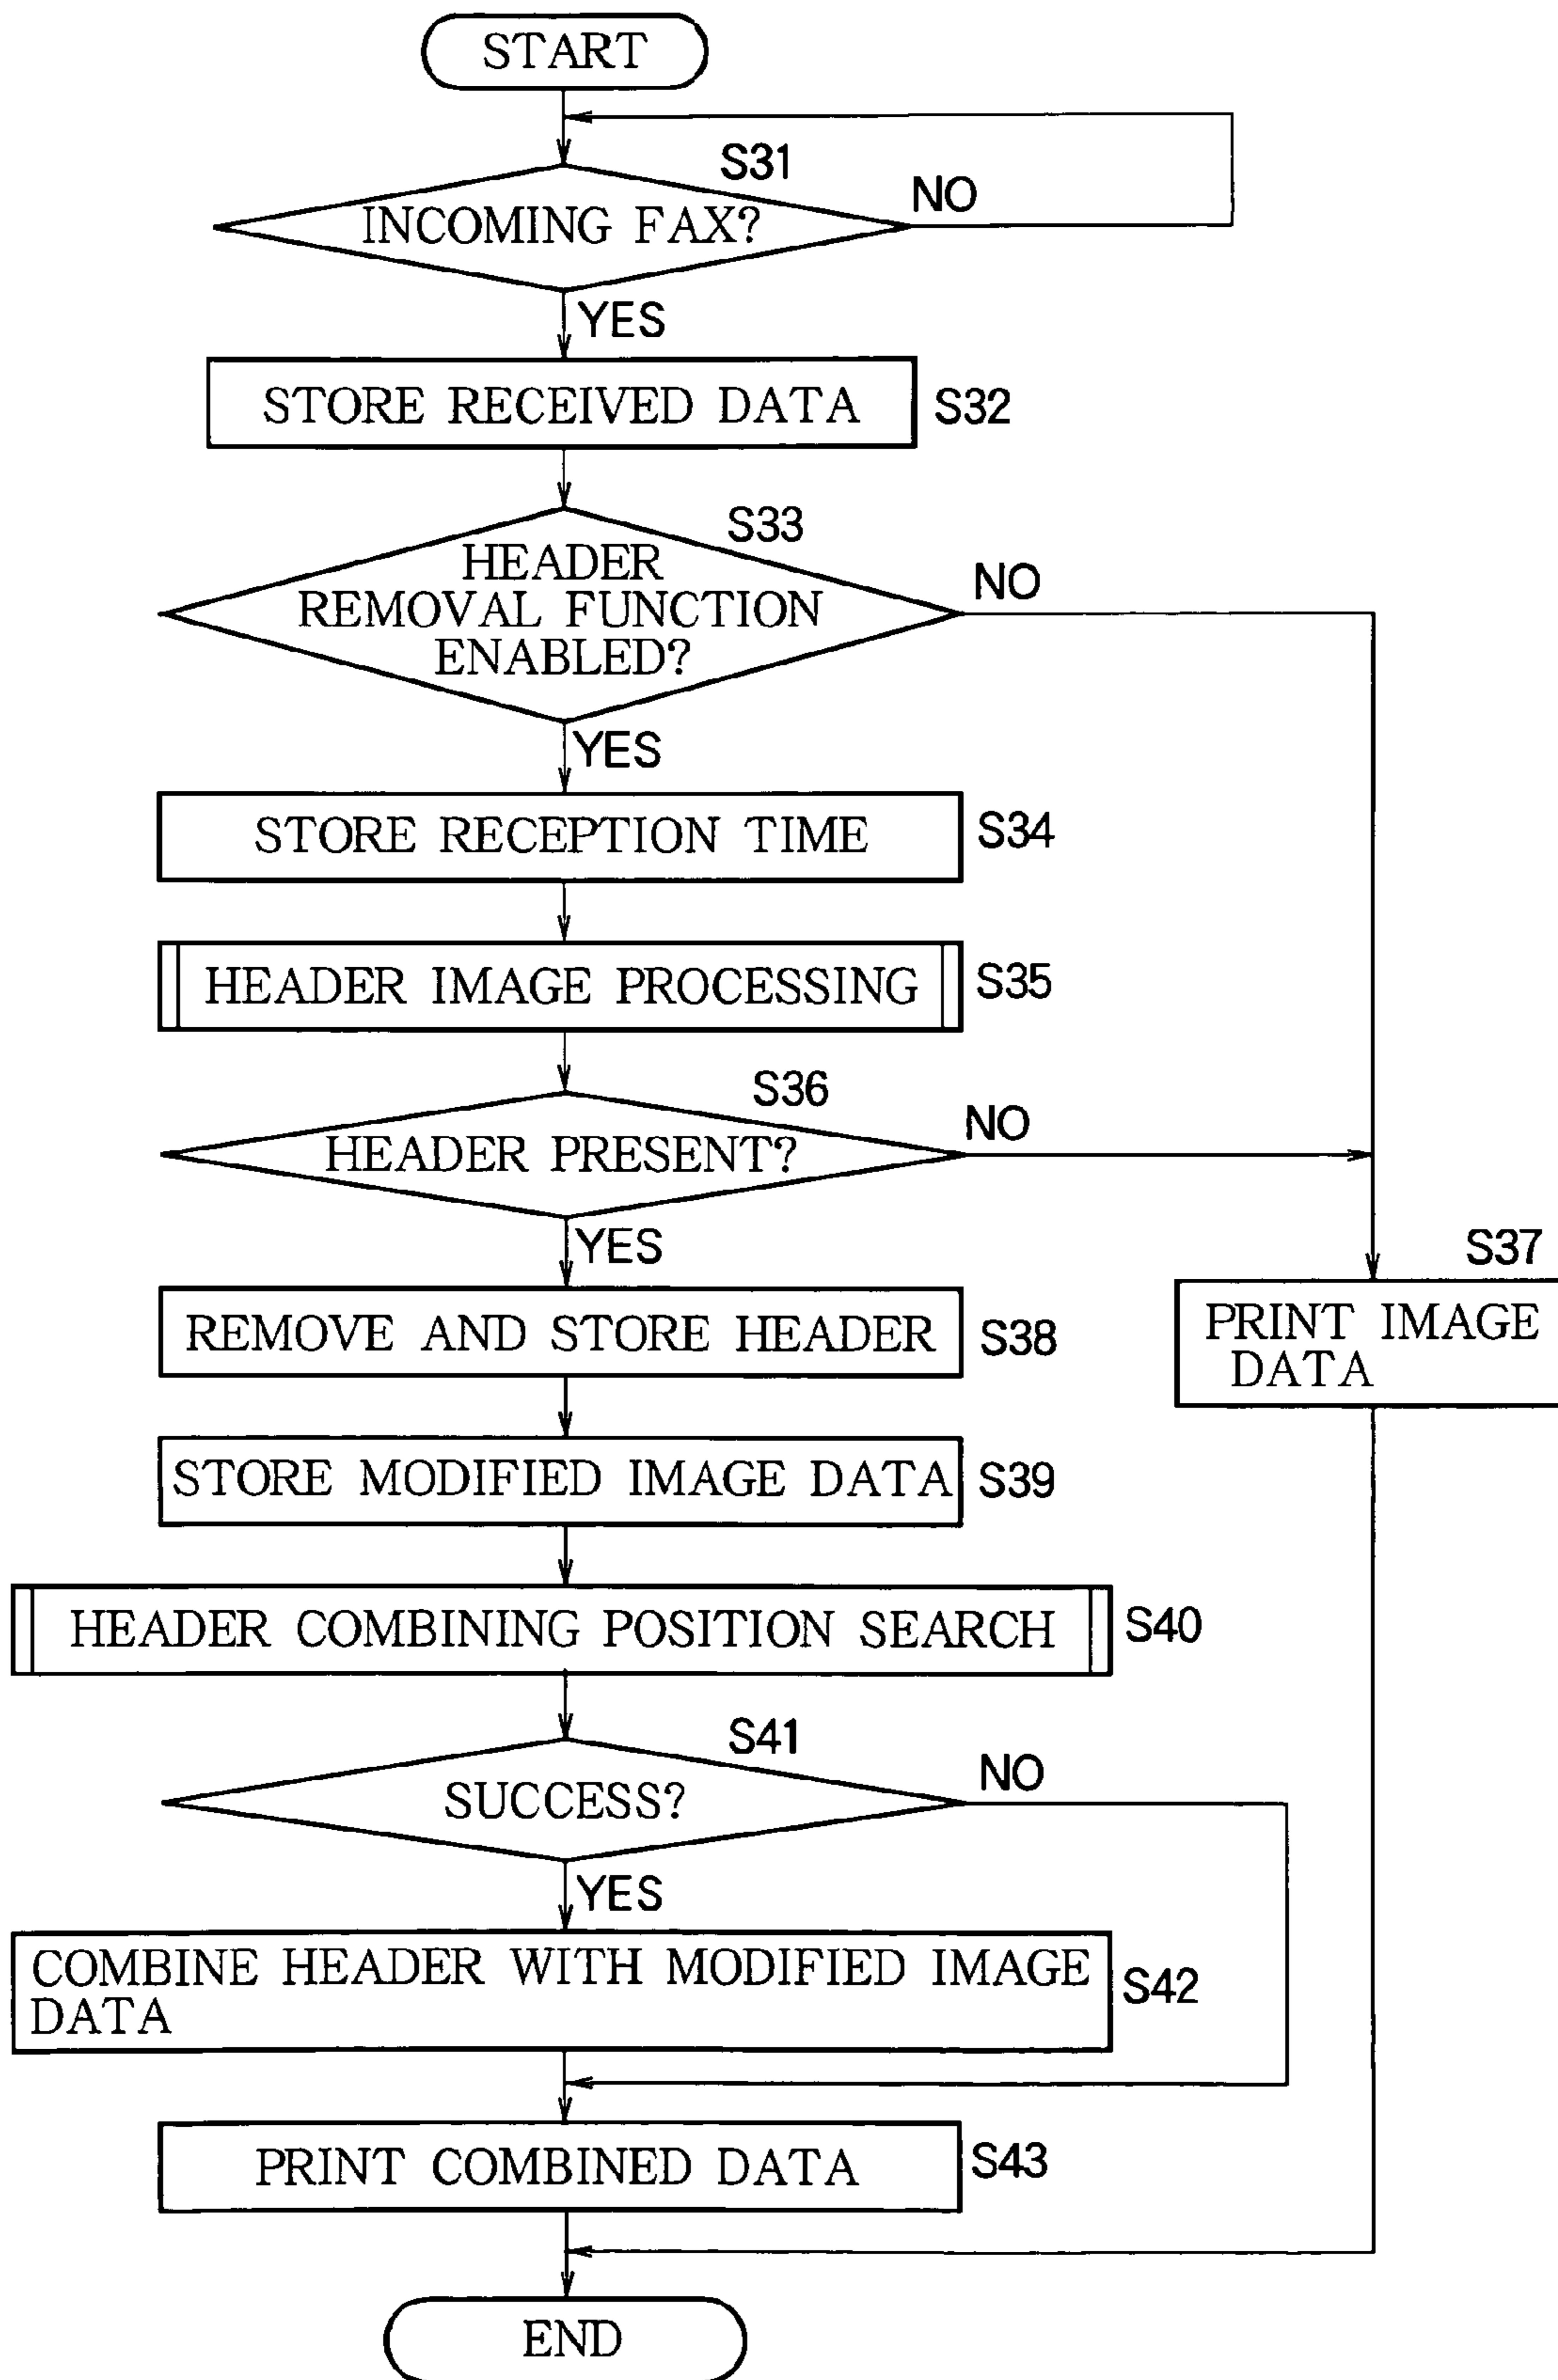 START
S31
NO
INCOMING FAX?
YES
STORE RECEIVED DATA
S32
S33
HEADER
REMOVAL FUNCTION
ENABLED?
NO
YES
STORE RECEPTION TIME
S34
HEADER IMAGE PROCESSING
S35
S36
NO
HEADER PRESENT?
YES
S37
PRINT IMAGE
DATA
REMOVE AND STORE HEADER
S38
STORE MODIFIED IMAGE DATA
S39
HEADER COMBINING POSITION SEARCH
S40
S41
NO
SUCCESS?
YES
COMBINE HEADER WITH MODIFIED IMAGE
DATA
S42
PRINT COMBINED DATA
S43
END